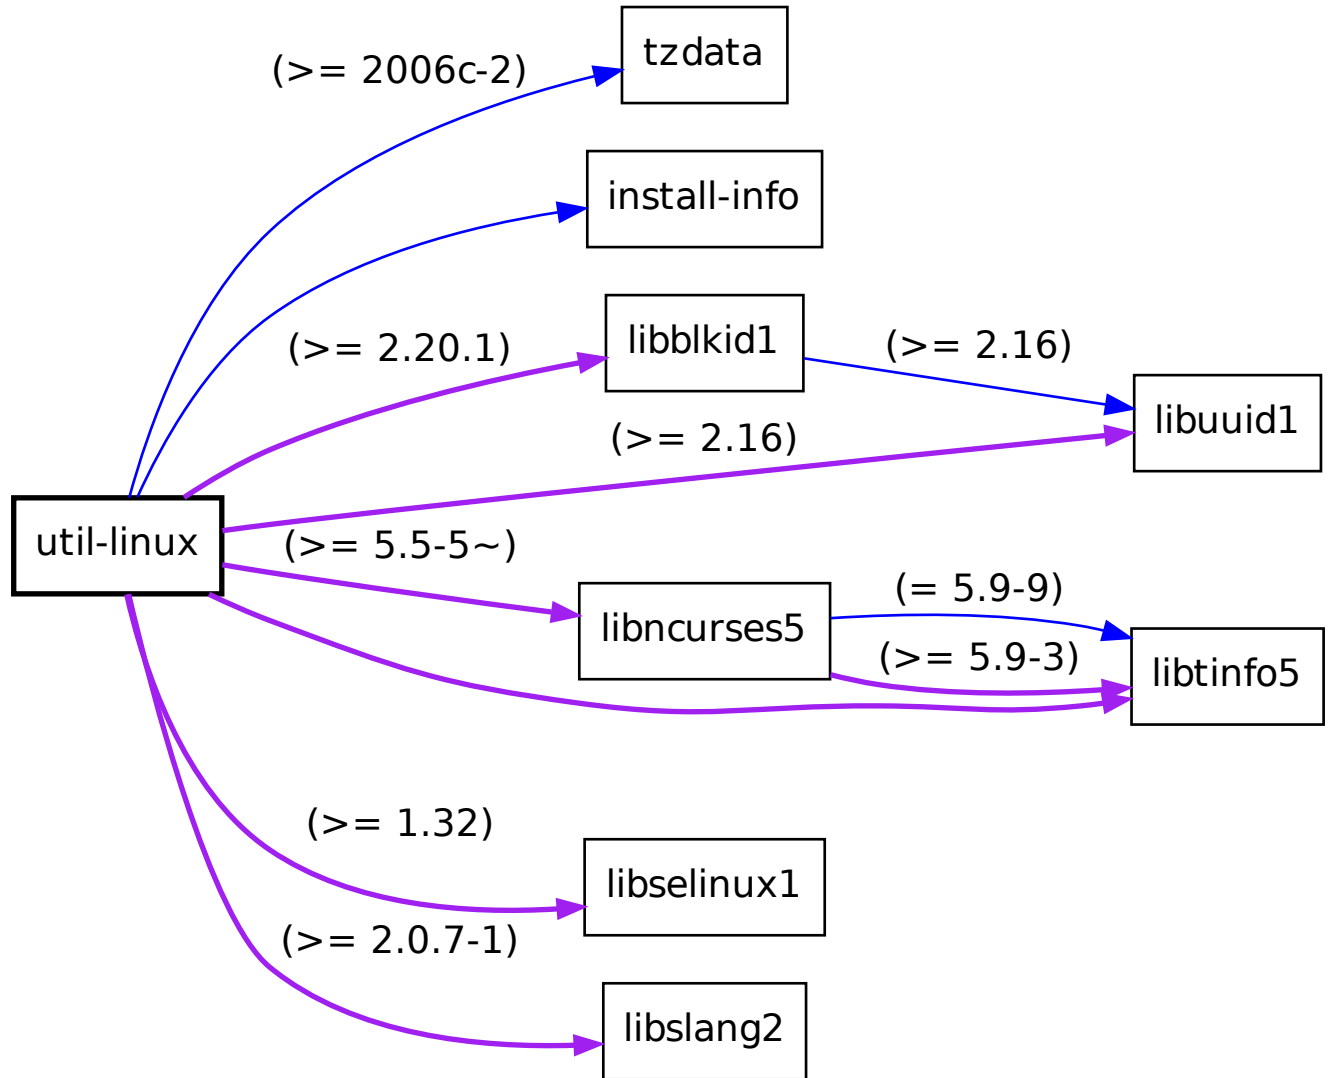 (>= 2006c-2)
tzdata
install-info
(>= 2.20.1)
libblkid1
(>= 2.16)
libuuid1
(>= 2.16)
util-linux
(>= 5.5-5~)
libncurses5
(= 5.9-9)
(>= 5.9-3)
libtinfo5
(>= 1.32)
libselinux1
(>= 2.0.7-1)
libslang2